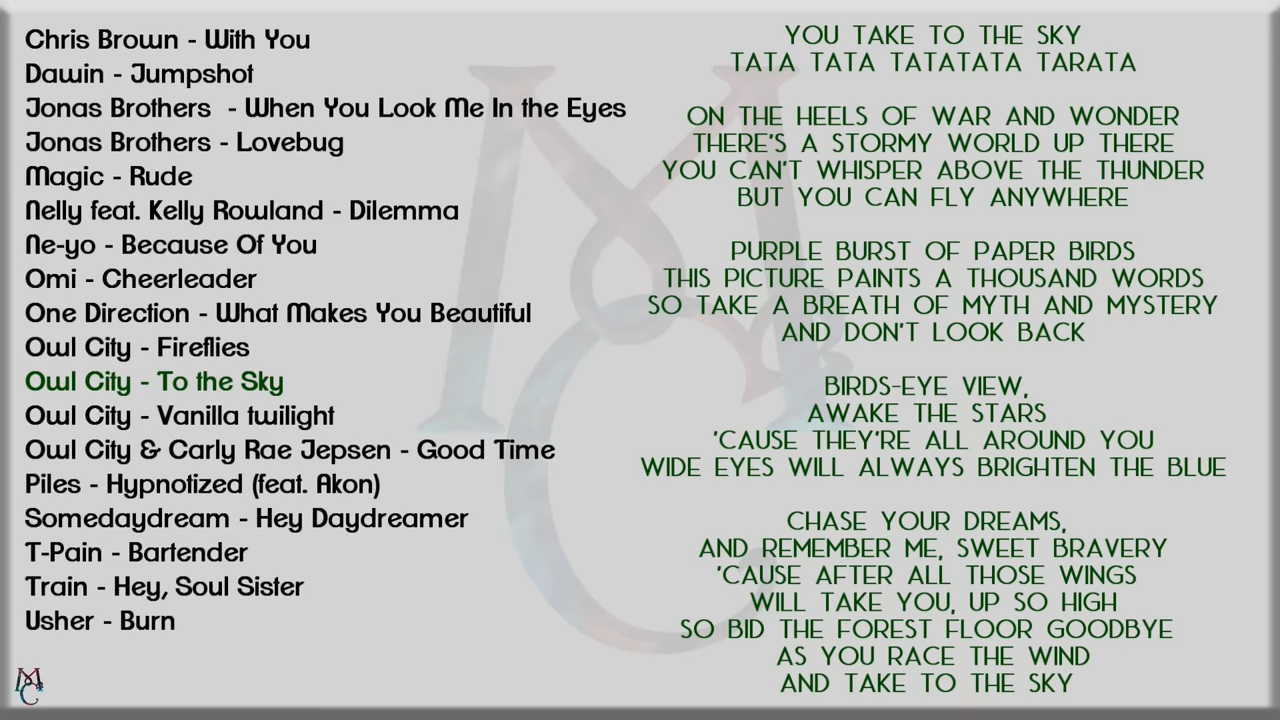 Chris Brown - With You
Dawin - Jumpshot
Jonas Brothers - When You Look Me In the Eyes
Jonas Brothers - Lovebug
Magic - Rude
Nelly feat. Kelly Rowland - Dilemma
Ne-yo - Because Of You
Omi - Cheerleader
One Direction - What Makes You Beautiful
Owl City - Fireflies
Owl City - To the Sky
Owl City - Vanilla twilight
Owl City & Carly Rae Jepsen - Good Time
Piles - Hypnotized (feat. Akon)
Somedaydream - Hey Daydreamer
T-Pain - Bartender
Train - Hey, Soul Sister
Usher - Burn
MC
YOU TAKE TO THE SKY
TATA TATA TATATATA TARATA
ON THE HEELS OF WAR AND WONDER
THERE'S A STORMY WORLD UP THERE
YOU CAN'T WHISPER ABOVE THE THUNDER
BUT YOU CAN FLY ANYWHERE
PURPLE BURST OF PAPER BIRDS
THIS PICTURE PAINTS A THOUSAND WORDS
SO TAKE A BREATH OF MYTH AND MYSTERY
AND DON'T LOOK BACK
BIRDS-EYE VIEW,
AWAKE THE STARS
'CAUSE THEY'RE ALL AROUND YOU
WIDE EYES WILL ALWAYS BRIGHTEN THE BLUE
CHASE YOUR DREAMS,
AND REMEMBER ME, SWEET BRAVERY
'CAUSE AFTER ALL THOSE WINGS
WILL TAKE YOU, UP SO HIGH
SO BID THE FOREST FLOOR GOODBYE
AS YOU RACE THE WIND
AND TAKE TO THE SKY